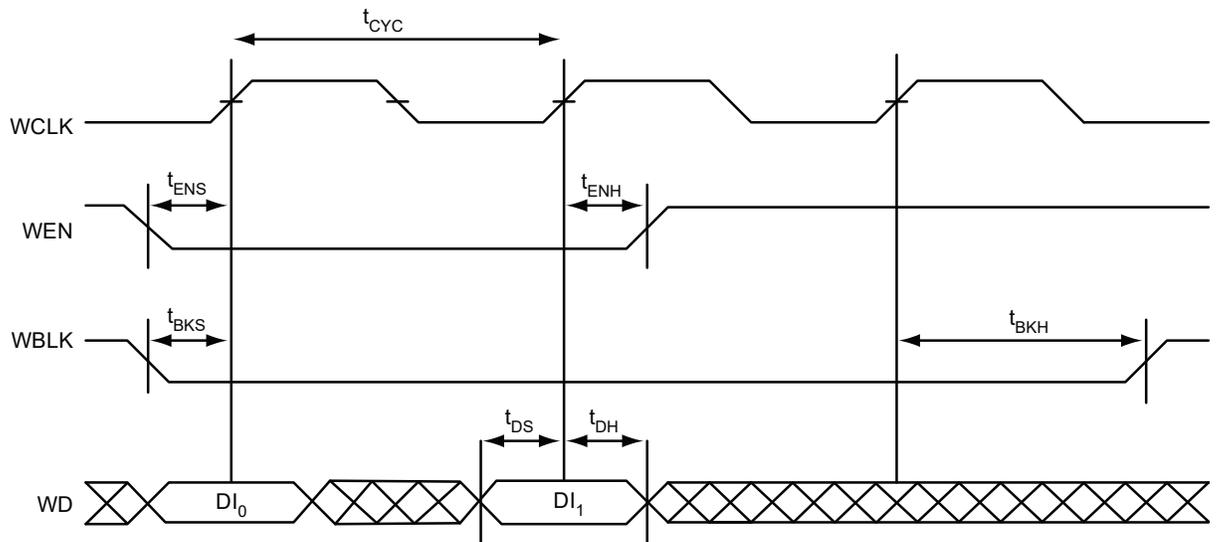 tCYC
WCLK
tENS
tENH
WEN
tBKS
tBKH
WBLK
tDS
tDH
WD
DI0
DI1